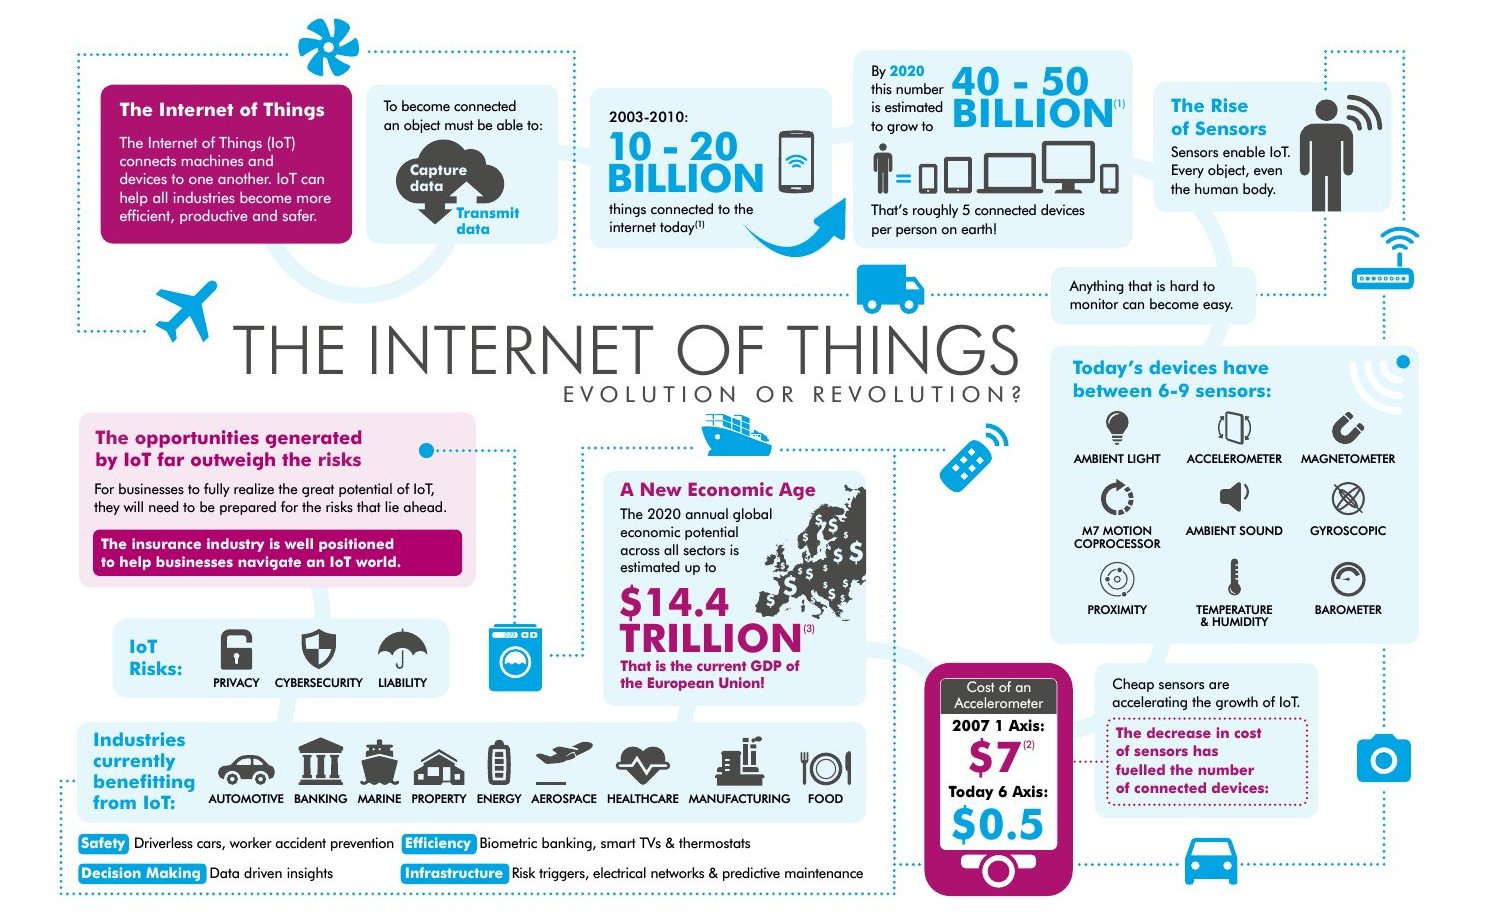 The Internet of Things
The Internet of Things (IoT)
connects machines and
devices to one another. IoT can
help all industries become more
efficient, productive and safer.
To become connected
an object must be able to:
Capture
data
Transmit
data
2003-2010:
10 - 20
BILLION
things connected to the
internet today(1)
By 2020
this number
is estimated
to grow to
40 - 50
BILLION(1)
=
That's roughly 5 connected devices
per person on earth!
The Rise
of Sensors
Sensors enable IoT.
Every object, even
the human body.
Anything that is hard to
monitor can become easy.
THE INTERNET OF THINGS
EVOLUTION OR REVOLUTION?
Today's devices have
between 6-9 sensors:
AMBIENT LIGHT
ACCELEROMETER
MAGNETOMETER
M7 MOTION
COPROCESSOR
AMBIENT SOUND
GYROSCOPIC
PROXIMITY
TEMPERATURE
& HUMIDITY
BAROMETER
The opportunities generated
by IoT far outweigh the risks
For businesses to fully realize the great potential of IoT,
they will need to be prepared for the risks that lie ahead.
The insurance industry is well positioned
to help businesses navigate an IoT world.
A New Economic Age
The 2020 annual global
economic potential
across all sectors is
estimated up to
$14.4
TRILLION(3)
That is the current GDP of
the European Union!
IoT
Risks:
PRIVACY
CYBERSECURITY
LIABILITY
Industries
currently
benefitting
from IoT:
AUTOMOTIVE
BANKING
MARINE
PROPERTY
ENERGY
AEROSPACE
HEALTHCARE
MANUFACTURING
FOOD
Safety Driverless cars, worker accident prevention
Efficiency Biometric banking, smart TVs & thermostats
Decision Making Data driven insights
Infrastructure Risk triggers, electrical networks & predictive maintenance
Cost of an
Accelerometer
2007 1 Axis:
$7(2)
Today 6 Axis:
$0.5
Cheap sensors are
accelerating the growth of IoT.
The decrease in cost
of sensors has
fuelled the number
of connected devices: